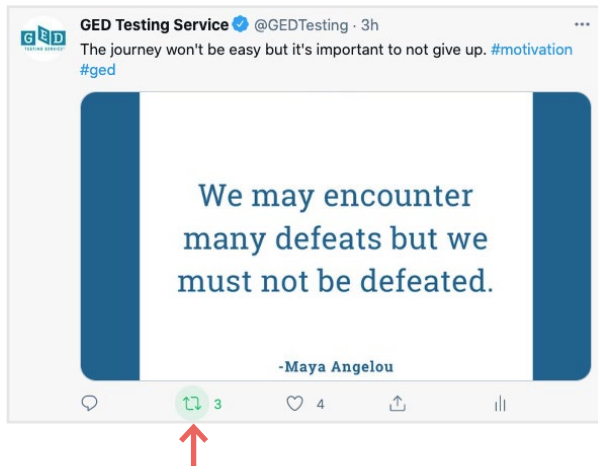 GED
TESTING SERVICE
GED Testing Service @GEDTesting · 3h
The journey won't be easy but it's important to not give up. #motivation
#ged
We may encounter
many defeats but we
must not be defeated.
-Maya Angelou
3 4